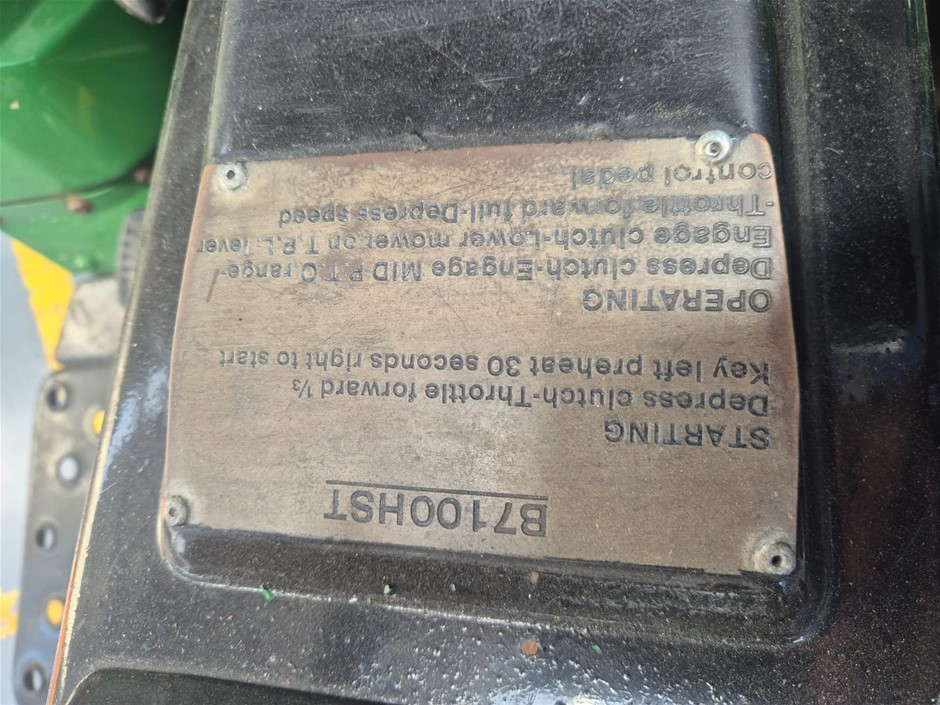 B7100HST
STARTING
Depress clutch-Throttle forward ⅓
Key left preheat 30 seconds right to start
OPERATING
Depress clutch-Engage MID P.T.O range-
Engage clutch-Lower mower on T.P.L. lever
-Throttle forward full-Depress speed
control pedal